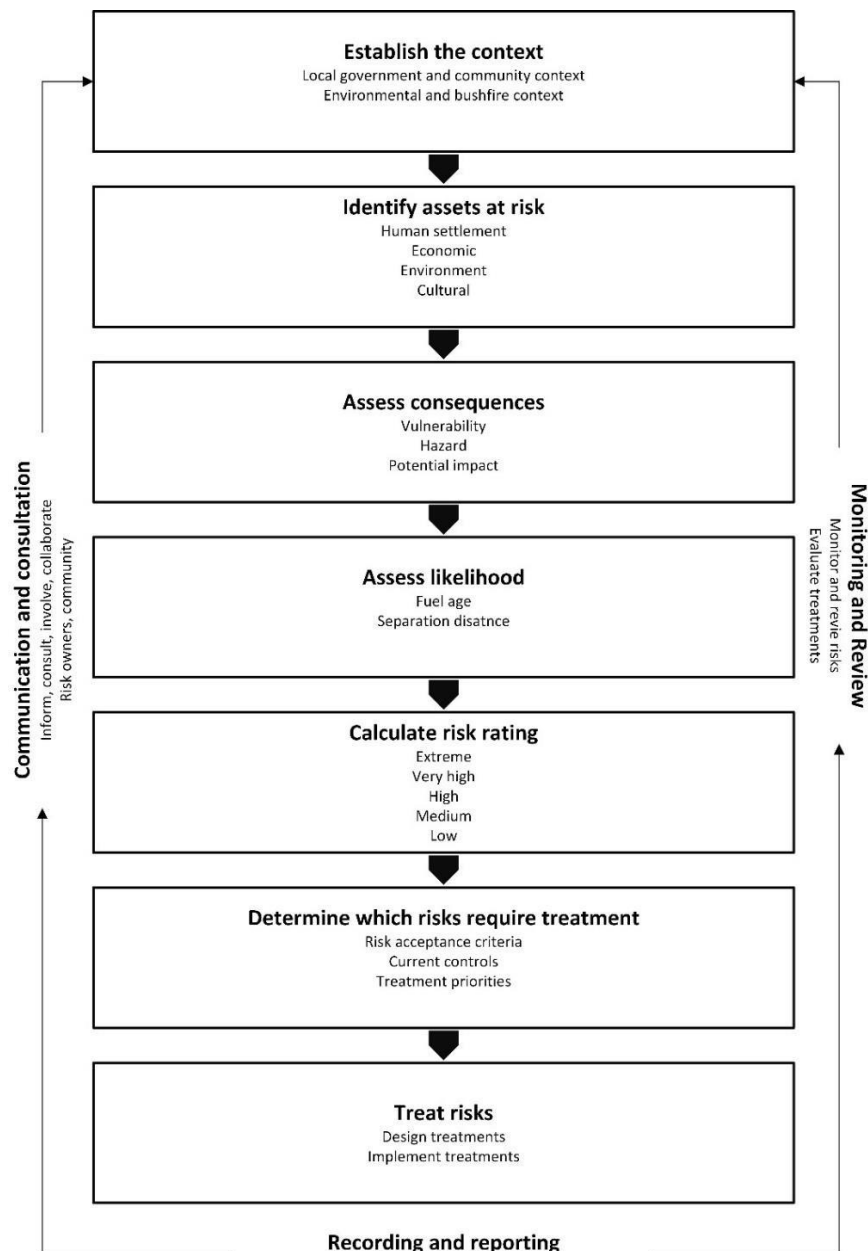 Establish the context
Local government and community context
Environmental and bushfire context
Identify assets at risk
Human settlement
Economic
Environment
Cultural
Assess consequences
Vulnerability
Hazard
Potential impact
Assess likelihood
Fuel age
Separation disatnce
Calculate risk rating
Extreme
Very high
High
Medium
Low
Determine which risks require treatment
Risk acceptance criteria
Current controls
Treatment priorities
Treat risks
Design treatments
Implement treatments
Communication and consultation
Inform, consult, involve, collaborate
Risk owners, community
Monitoring and Review
Monitor and revie risks
Evaluate treatments
Recording and reporting